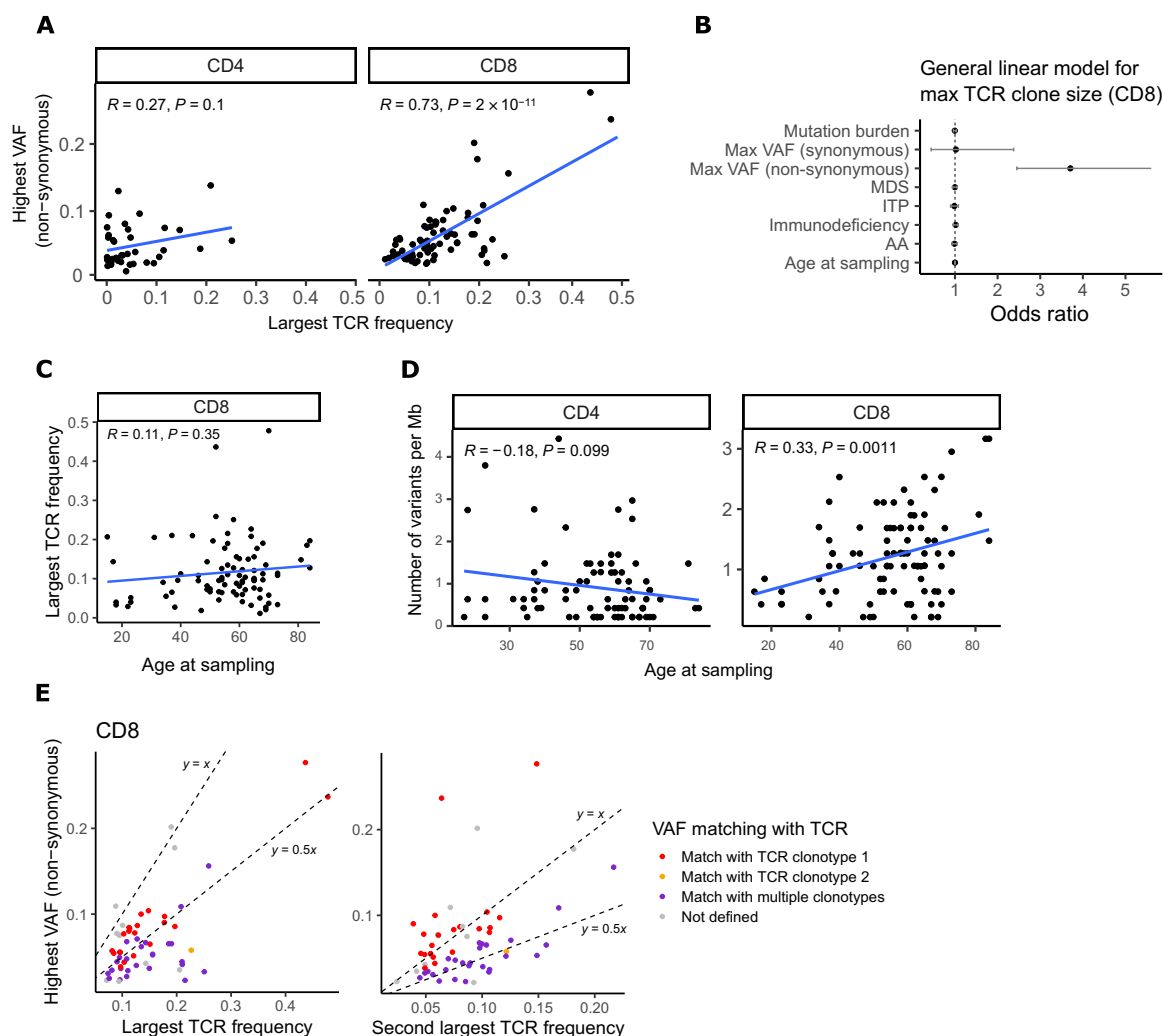 A
CD4
CD8
R = 0.27, P = 0.1
R = 0.73, P = 2 × 10⁻¹¹
Highest VAF
(non−synonymous)
0.2
0.1
0
0 0.1 0.2 0.3 0.4 0.5
0 0.1 0.2 0.3 0.4 0.5
Largest TCR frequency
B
General linear model for
max TCR clone size (CD8)
Mutation burden
Max VAF (synonymous)
Max VAF (non−synonymous)
MDS
ITP
Immunodeficiency
AA
Age at sampling
1 2 3 4 5
Odds ratio
C
CD8
R = 0.11, P = 0.35
Largest TCR frequency
0.5
0.4
0.3
0.2
0.1
0.0
20 40 60 80
Age at sampling
D
CD4
CD8
R = −0.18, P = 0.099
R = 0.33, P = 0.0011
Number of variants per Mb
4
3
2
1
0
30 50 70
3
2
1
20 40 60 80
Age at sampling
E
CD8
Highest VAF (non−synonymous)
0.2
0.1
y = x
y = 0.5x
0.1 0.2 0.3 0.4
Largest TCR frequency
0.2
0.1
y = x
y = 0.5x
0.05 0.10 0.15 0.20
Second largest TCR frequency
VAF matching with TCR
Match with TCR clonotype 1
Match with TCR clonotype 2
Match with multiple clonotypes
Not defined